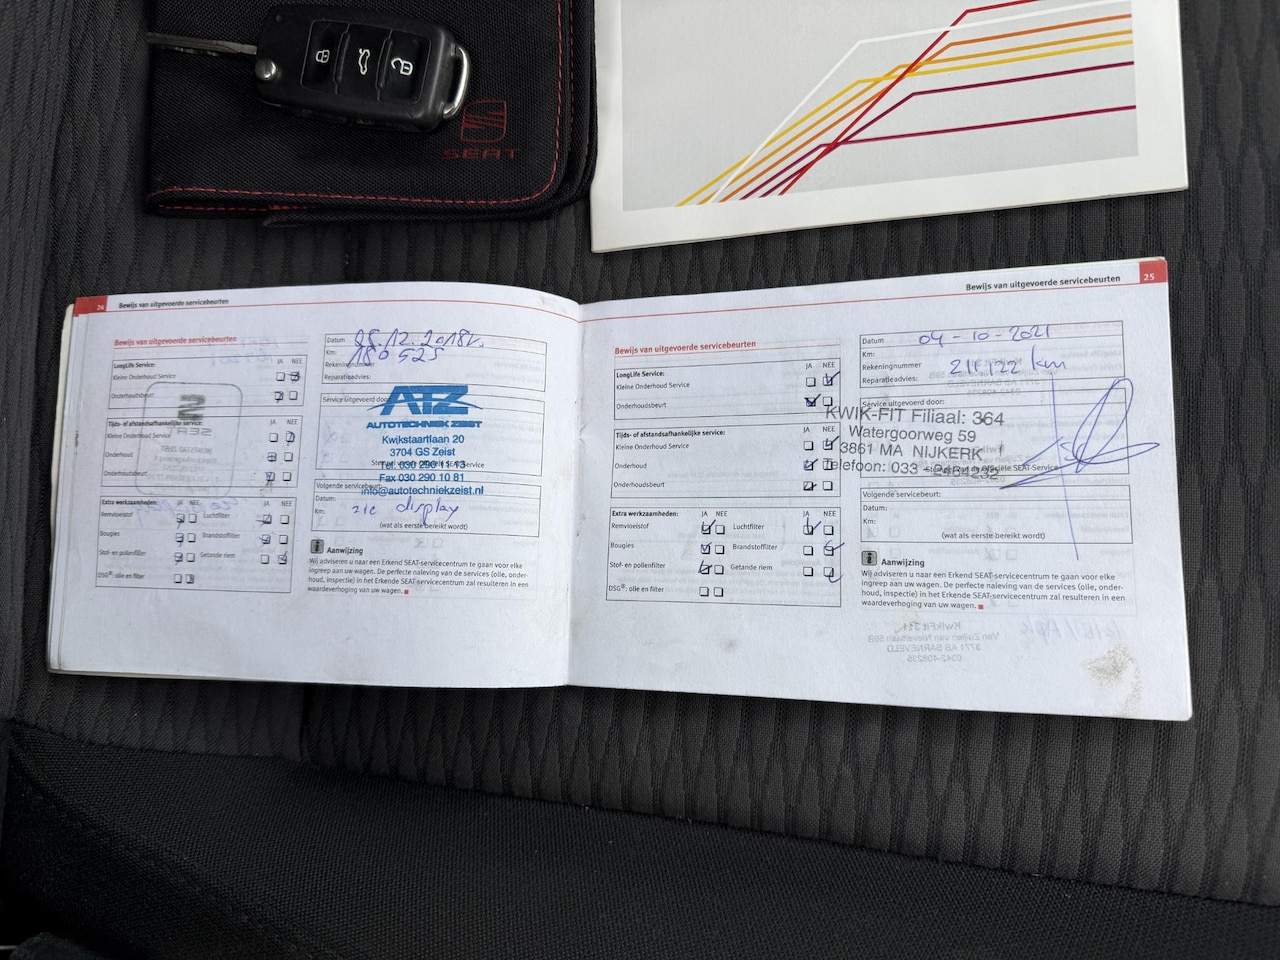 SEAT
24 Bewijs van uitgevoerde servicebeurten
Bewijs van uitgevoerde servicebeurten
JA NEE
LongLife Service:
Kleine Onderhoud Service
Onderhoudsbeurt
Tijds- of afstandsafhankelijke service:
Kleine Onderhoud Service
Onderhoud
Onderhoudsbeurt
Extra werkzaamheden:
JA NEE
JA NEE
Remvloeistof
Luchtfilter
Bougies
Brandstoffilter
Stof- en pollenfilter
Getande riem
DSG®: olie en filter
Datum
Km:
180 525
Rekeningnummer
Reparatieadvies:
Service uitgevoerd door:
ATZ
AUTOTECHNIEK ZEIST
Kwikstaartlaan 20
3704 GS Zeist
Fax 030 290 10 81
info@autotechniekzeist.nl
Volgende servicebeurt:
Datum:
Km:
zie display
(wat als eerste bereikt wordt)
Aanwijzing
Wij adviseren u naar een Erkend SEAT-servicecentrum te gaan voor elke
ingreep aan uw wagen. De perfecte naleving van de services (olie, onder-
houd, inspectie) in het Erkende SEAT-servicecentrum zal resulteren in een
waardeverhoging van uw wagen.
Bewijs van uitgevoerde servicebeurten 25
Bewijs van uitgevoerde servicebeurten
JA NEE
LongLife Service:
Kleine Onderhoud Service
Onderhoudsbeurt
Tijds- of afstandsafhankelijke service:
Kleine Onderhoud Service
Onderhoud
Onderhoudsbeurt
Extra werkzaamheden:
JA NEE
JA NEE
Remvloeistof
Luchtfilter
Bougies
Brandstoffilter
Stof- en pollenfilter
Getande riem
DSG®: olie en filter
Datum 04-10-2021
Km:
Rekeningnummer
km
Reparatieadvies:
Service uitgevoerd door:
KWIK-FIT Filiaal: 364
Watergoorweg 59
3861 MA NIJKERK
Telefoon: 033 - 2464235
Volgende servicebeurt:
Datum:
Km:
(wat als eerste bereikt wordt)
Aanwijzing
Wij adviseren u naar een Erkend SEAT-servicecentrum te gaan voor elke
ingreep aan uw wagen. De perfecte naleving van de services (olie, onder-
houd, inspectie) in het Erkende SEAT-servicecentrum zal resulteren in een
waardeverhoging van uw wagen.